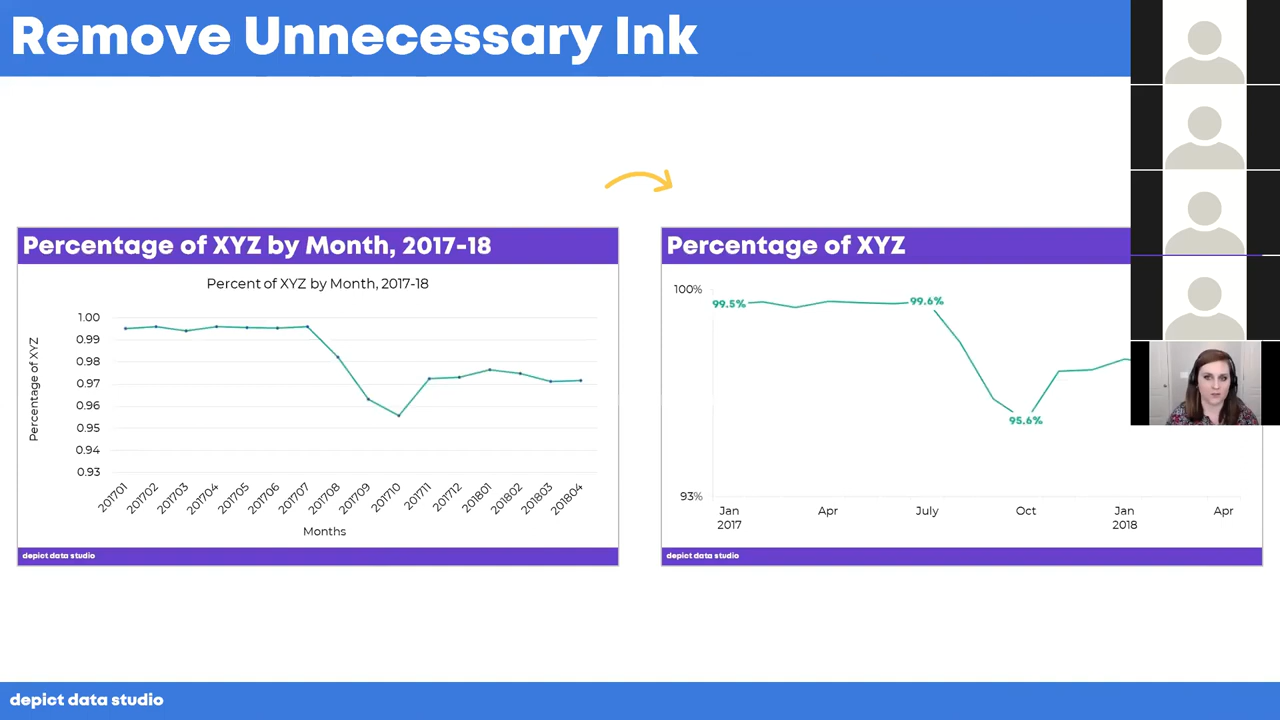 Remove Unnecessary Ink
Percentage of XYZ by Month, 2017-18
Percent of XYZ by Month, 2017-18
Percentage of XYZ
1.00
0.99
0.98
0.97
0.96
0.95
0.94
0.93
201701 201702 201703 201704 201705 201706 201707 201708 201709 201710 201711 201712 201801 201802 201803 201804
Months
depict data studio
Percentage of XYZ
100%
99.5% 99.6%
95.6%
93%
Jan Apr July Oct Jan Apr
2017 2018
depict data studio
depict data studio